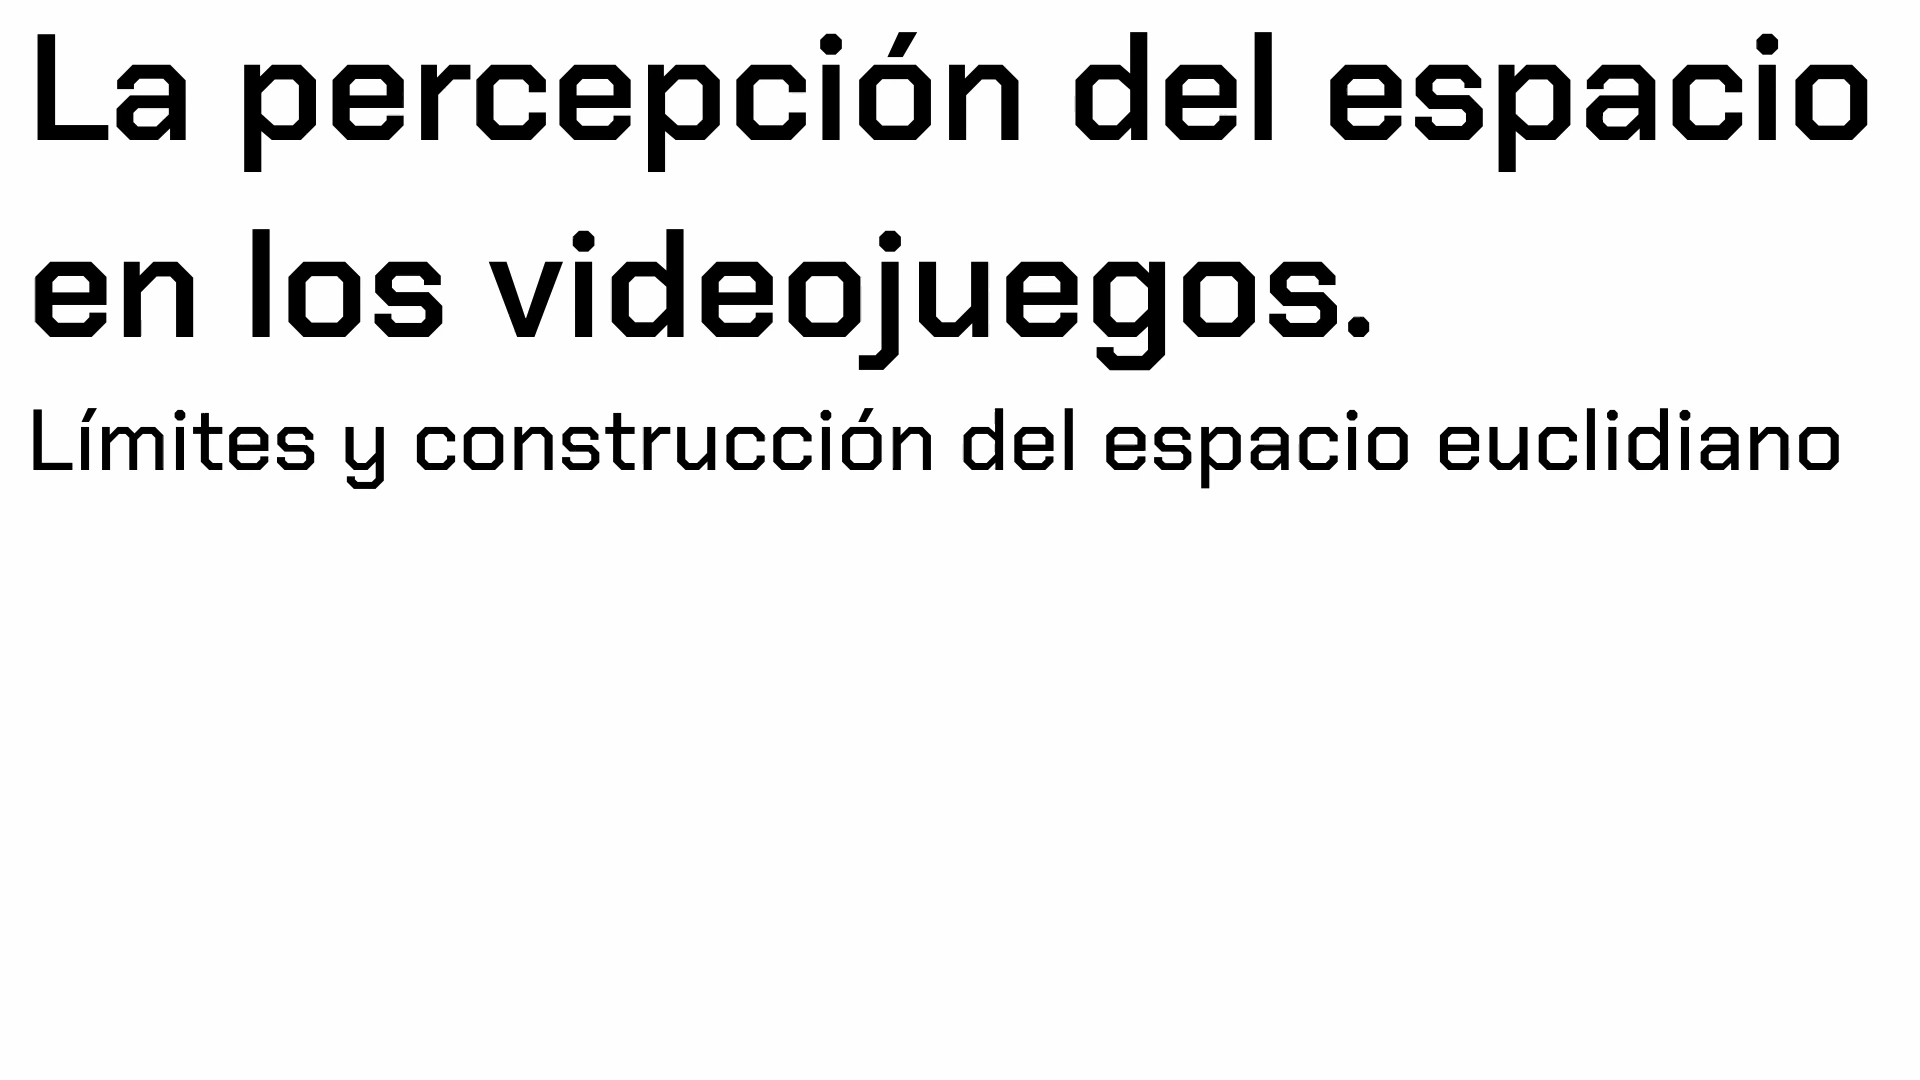 La percepción del espacio
en los videojuegos.
Límites y construcción del espacio euclidiano